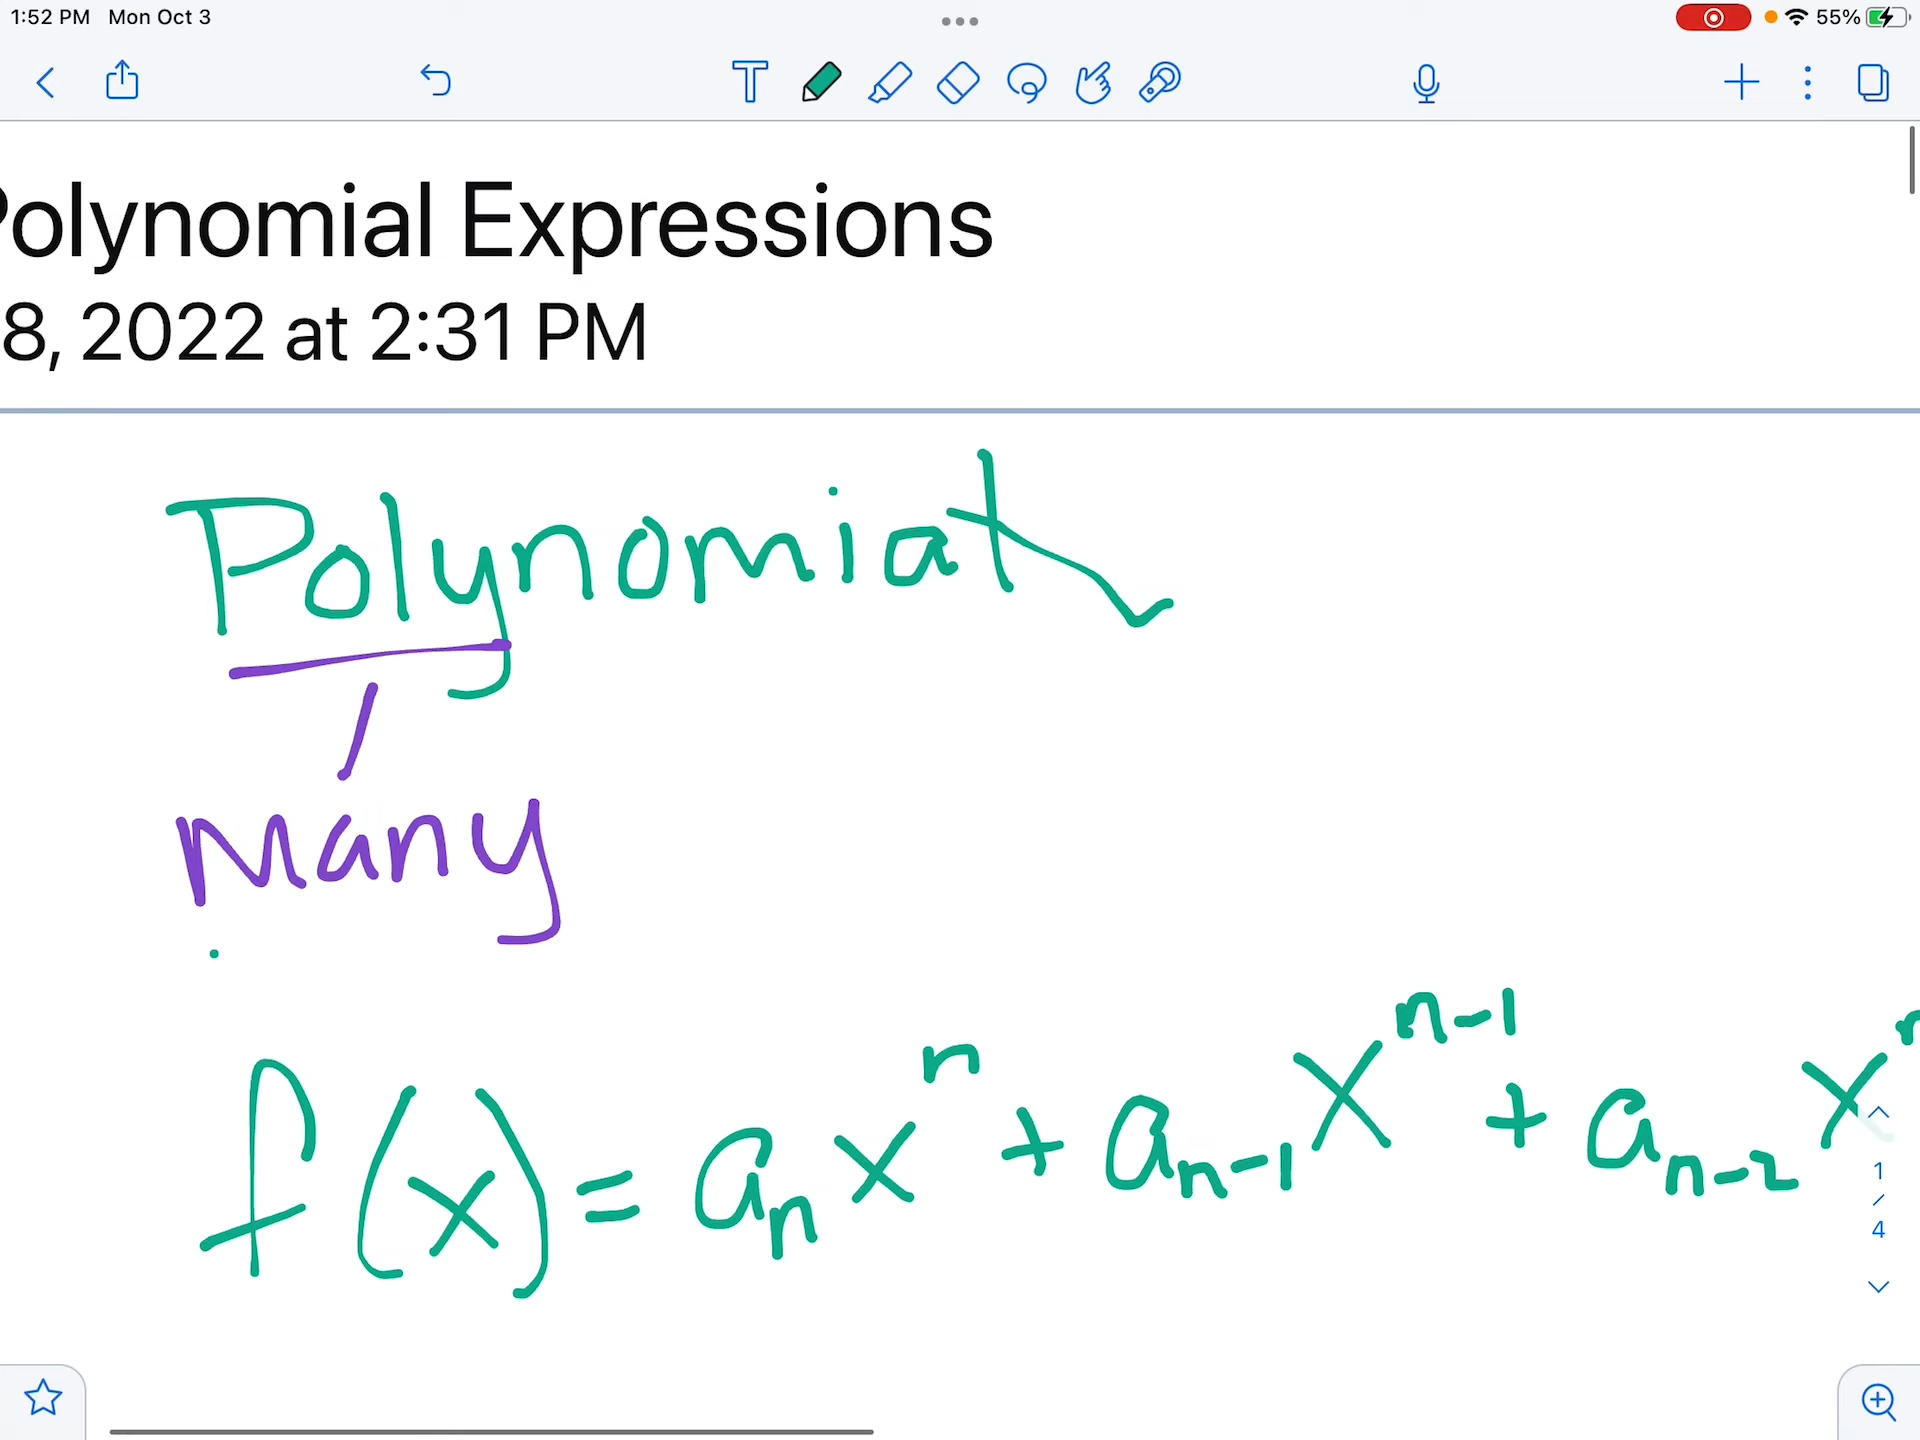 1:52 PM Mon Oct 3
55%
Polynomial Expressions
8, 2022 at 2:31 PM
Polynomial
Many
f(x) = aₙxⁿ + aₙ₋₁xⁿ⁻¹ + aₙ₋₂x
1
/
4